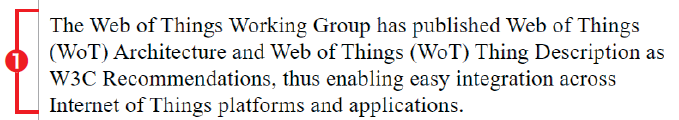 1
The Web of Things Working Group has published Web of Things
(WoT) Architecture and Web of Things (WoT) Thing Description as
W3C Recommendations, thus enabling easy integration across
Internet of Things platforms and applications.